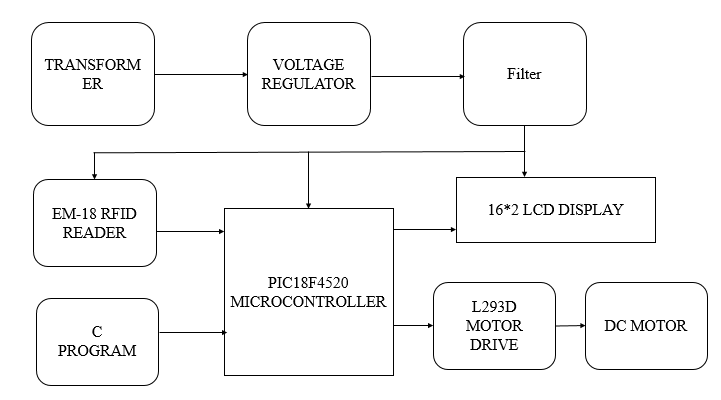 TRANSFORM
ER
VOLTAGE
REGULATOR
Filter
EM-18 RFID
READER
16*2 LCD DISPLAY
PIC18F4520
MICROCONTROLLER
C
PROGRAM
L293D
MOTOR
DRIVE
DC MOTOR